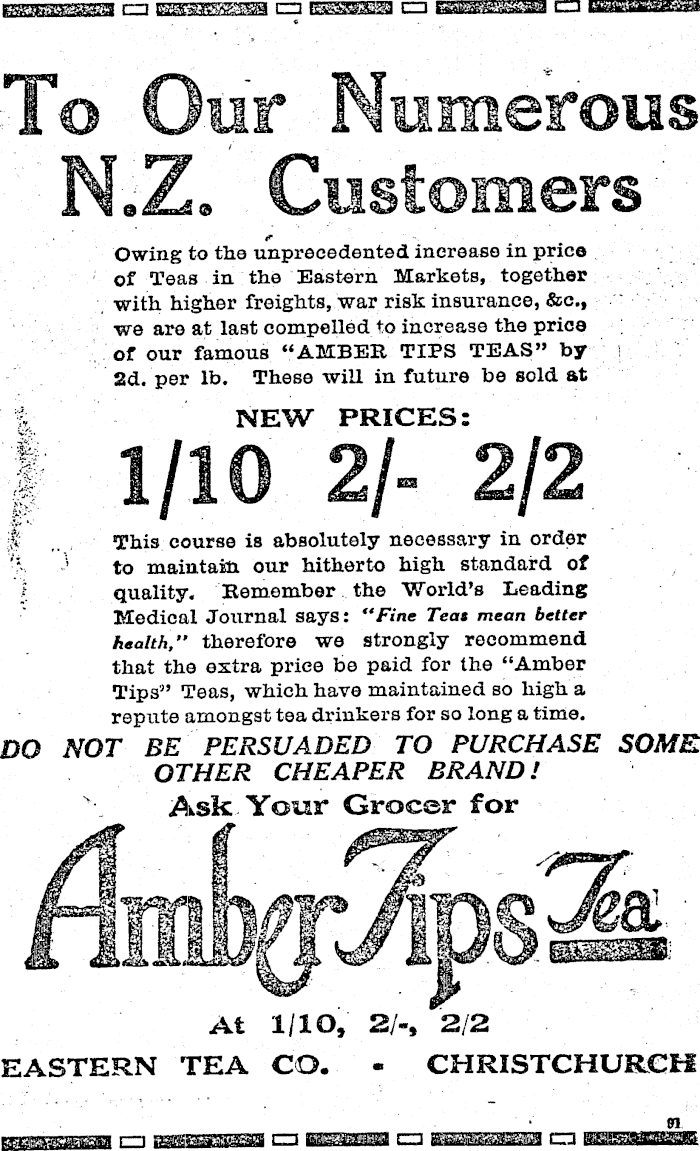 To Our Numerous
N.Z. Customers
Owing to the unprecedented increase in price
of Teas in the Eastern Markets, together
with higher freights, war risk insurance, &c.,
we are at last compelled to increase the price
of our famous "AMBER TIPS TEAS" by
2d. per lb. These will in future be sold at
NEW PRICES:
1/10 2/- 2/2
This course is absolutely necessary in order
to maintain our hitherto high standard of
quality. Remember the World's Leading
Medical Journal says: "Fine Teas mean better
health," therefore we strongly recommend
that the extra price be paid for the "Amber
Tips" Teas, which have maintained so high a
repute amongst tea drinkers for so long a time.
DO NOT BE PERSUADED TO PURCHASE SOME
OTHER CHEAPER BRAND!
Ask Your Grocer for
Amber Tips Tea
At 1/10, 2/-, 2/2
EASTERN TEA CO. - CHRISTCHURCH
91